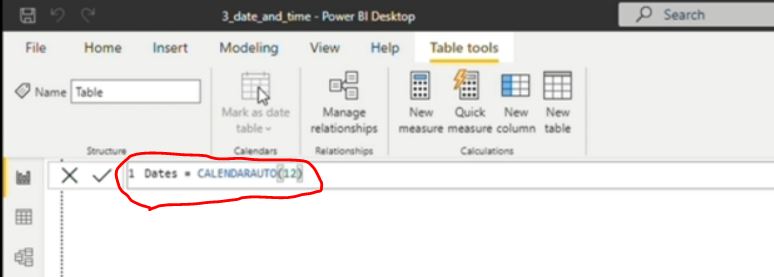 3_date_and_time - Power BI Desktop
Search
File Home Insert Modeling View Help Table tools
Name Table
Mark as date table
Manage relationships
New measure
Quick measure
New column
New table
Structure Calendars Relationships Calculations
1 Dates = CALENDARAUTO(12)